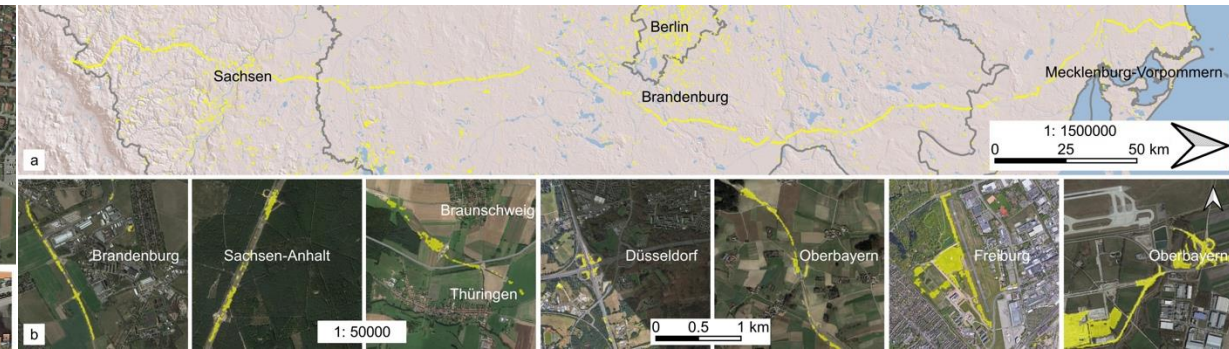 Berlin
Sachsen
Mecklenburg-Vorpommern
Brandenburg
1: 1500000
0 25 50 km
a
Braunschweig
Brandenburg
Sachsen-Anhalt
Düsseldorf
Oberbayern
Freiburg
Oberbayern
Thüringen
b
1: 50000
0 0.5 1 km